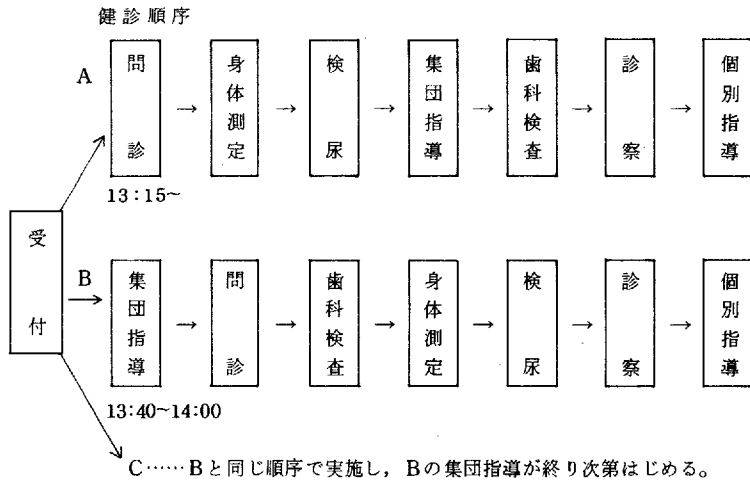 健診順序
A
問診 → 身体測定 → 検尿 → 集団指導 → 歯科検査 → 診察 → 個別指導
13:15~
受付
B
集団指導 → 問診 → 歯科検査 → 身体測定 → 検尿 → 診察 → 個別指導
13:40~14:00
C……Bと同じ順序で実施し，Bの集団指導が終り次第はじめる。